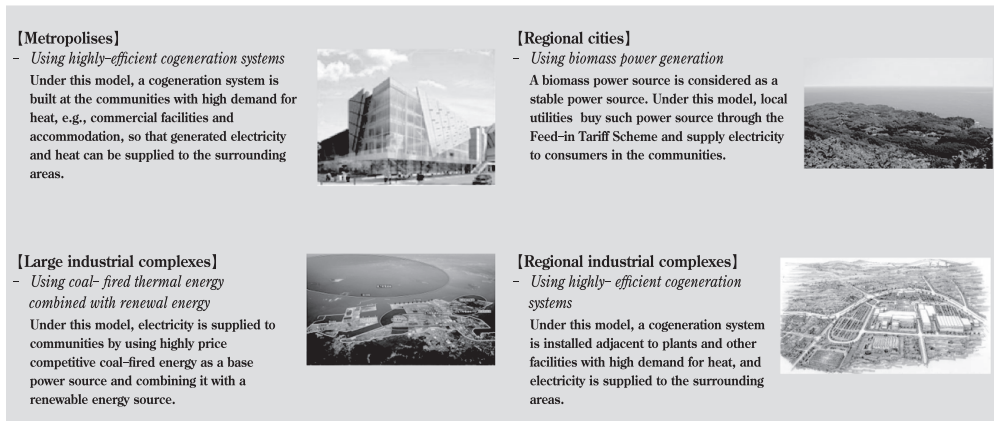 【Metropolises】
– Using highly–efficient cogeneration systems
Under this model, a cogeneration system is
built at the communities with high demand for
heat, e.g., commercial facilities and
accommodation, so that generated electricity
and heat can be supplied to the surrounding
areas.
【Regional cities】
– Using biomass power generation
A biomass power source is considered as a
stable power source. Under this model, local
utilities buy such power source through the
Feed–in Tariff Scheme and supply electricity
to consumers in the communities.
【Large industrial complexes】
– Using coal– fired thermal energy
combined with renewal energy
Under this model, electricity is supplied to
communities by using highly price
competitive coal–fired energy as a base
power source and combining it with a
renewable energy source.
【Regional industrial complexes】
– Using highly– efficient cogeneration
systems
Under this model, a cogeneration system
is installed adjacent to plants and other
facilities with high demand for heat, and
electricity is supplied to the surrounding
areas.